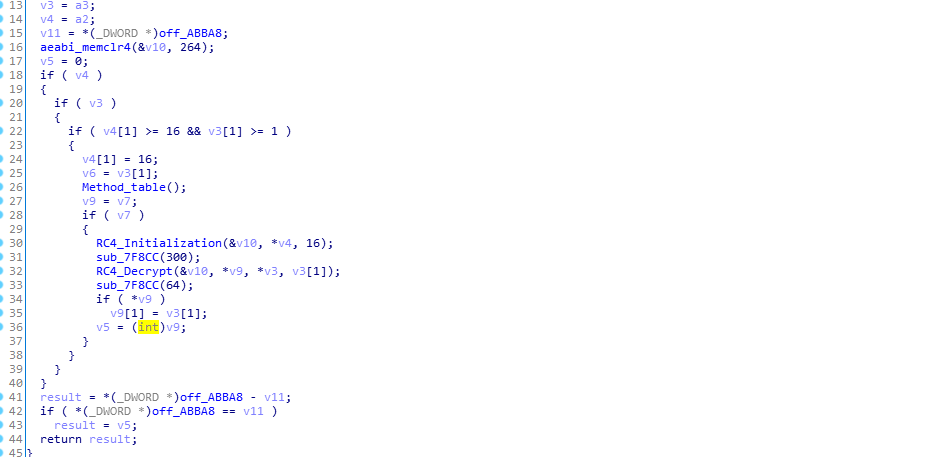 13 v3 = a3;
14 v4 = a2;
15 v11 = *(_DWORD *)off_ABBA8;
16 aeabi_memclr4(&v10, 264);
17 v5 = 0;
18 if ( v4 )
19 {
20 if ( v3 )
21 {
22 if ( v4[1] >= 16 && v3[1] >= 1 )
23 {
24 v4[1] = 16;
25 v6 = v3[1];
26 Method_table();
27 v9 = v7;
28 if ( v7 )
29 {
30 RC4_Initialization(&v10, *v4, 16);
31 sub_7F8CC(300);
32 RC4_Decrypt(&v10, *v9, *v3, v3[1]);
33 sub_7F8CC(64);
34 if ( *v9 )
35 v9[1] = v3[1];
36 v5 = (int)v9;
37 }
38 }
39 }
40 }
41 result = *(_DWORD *)off_ABBA8 - v11;
42 if ( *(_DWORD *)off_ABBA8 == v11 )
43 result = v5;
44 return result;
45 }